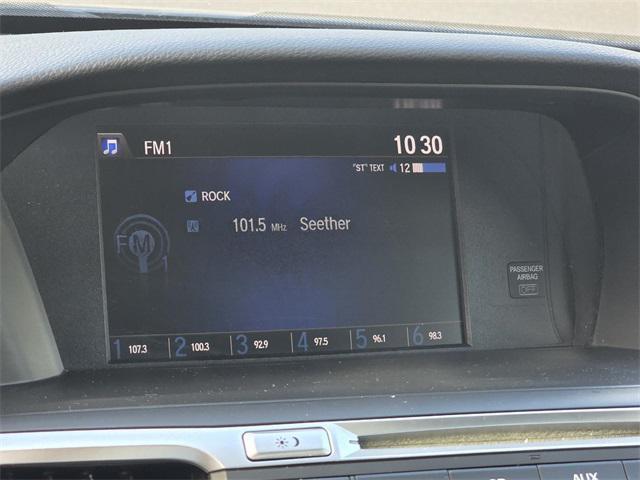 FM1 10 30
"ST" TEXT 12
ROCK
101.5 MHz Seether
FM
1
PASSENGER
AIRBAG
OFF
1 107.3 2 100.3 3 92.9 4 97.5 5 96.1 6 98.3
AUX